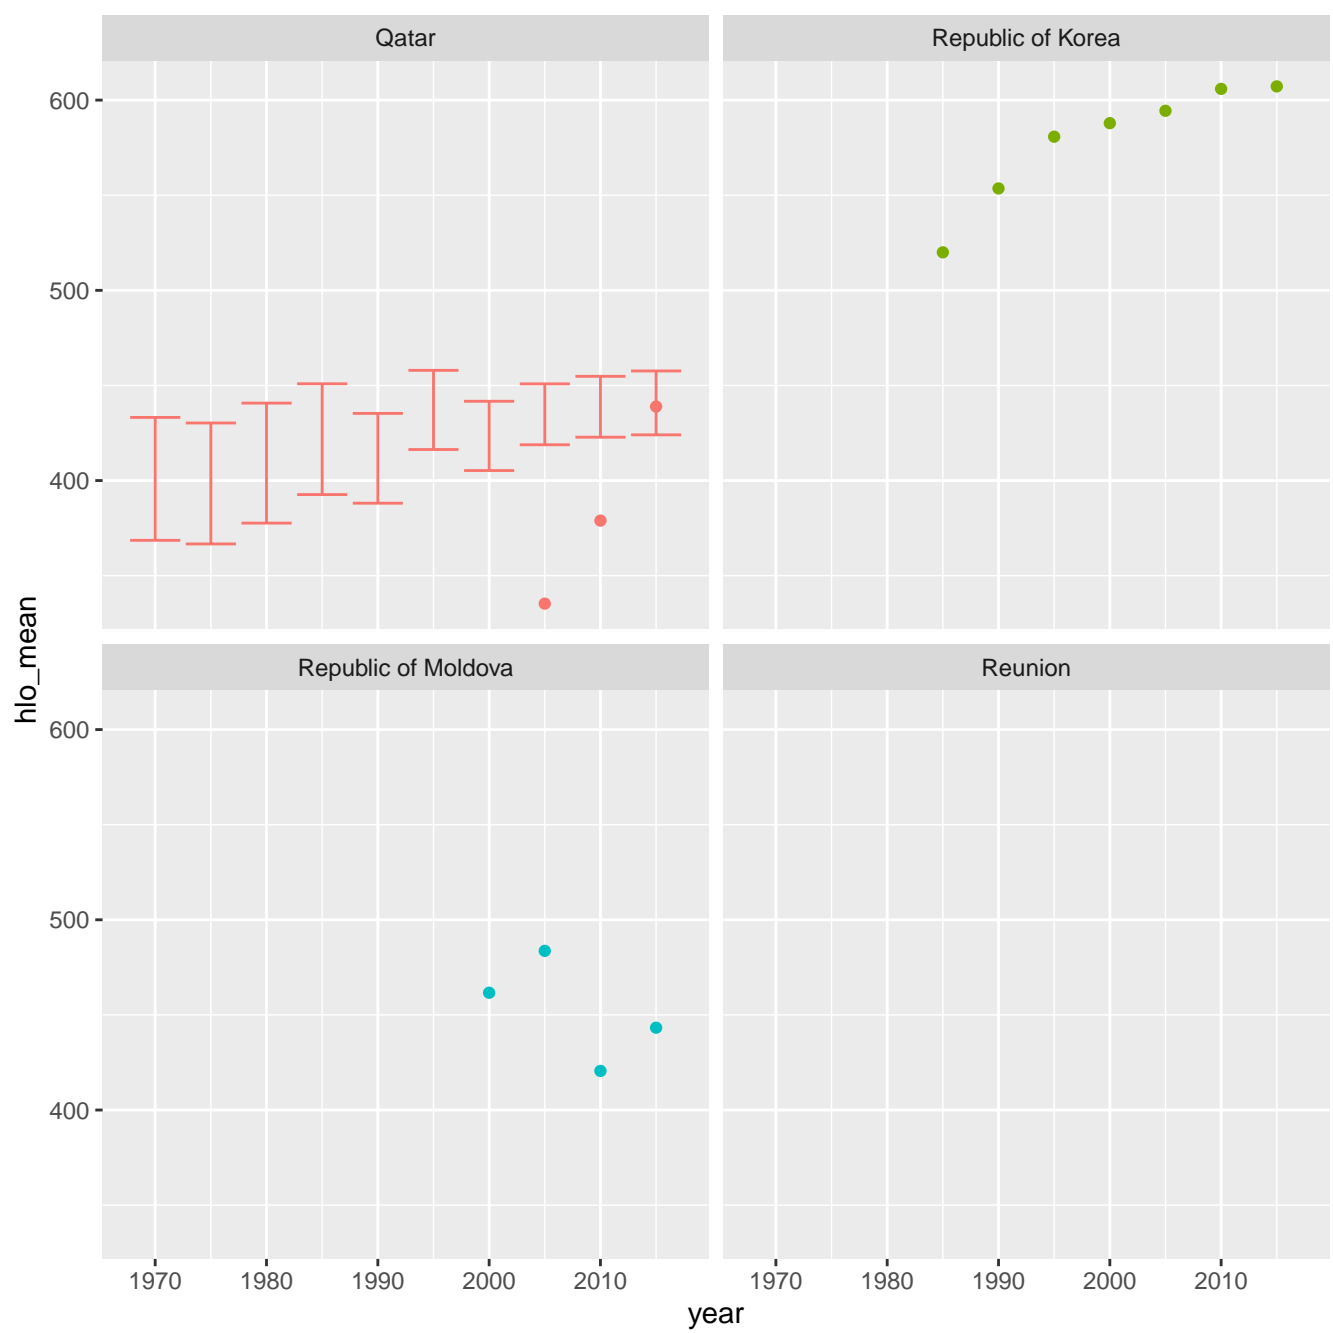 Qatar
Republic of Korea
600
500
400
hlo_mean
Republic of Moldova
Reunion
600
500
400
1970 1980 1990 2000 2010 1970 1980 1990 2000 2010
year